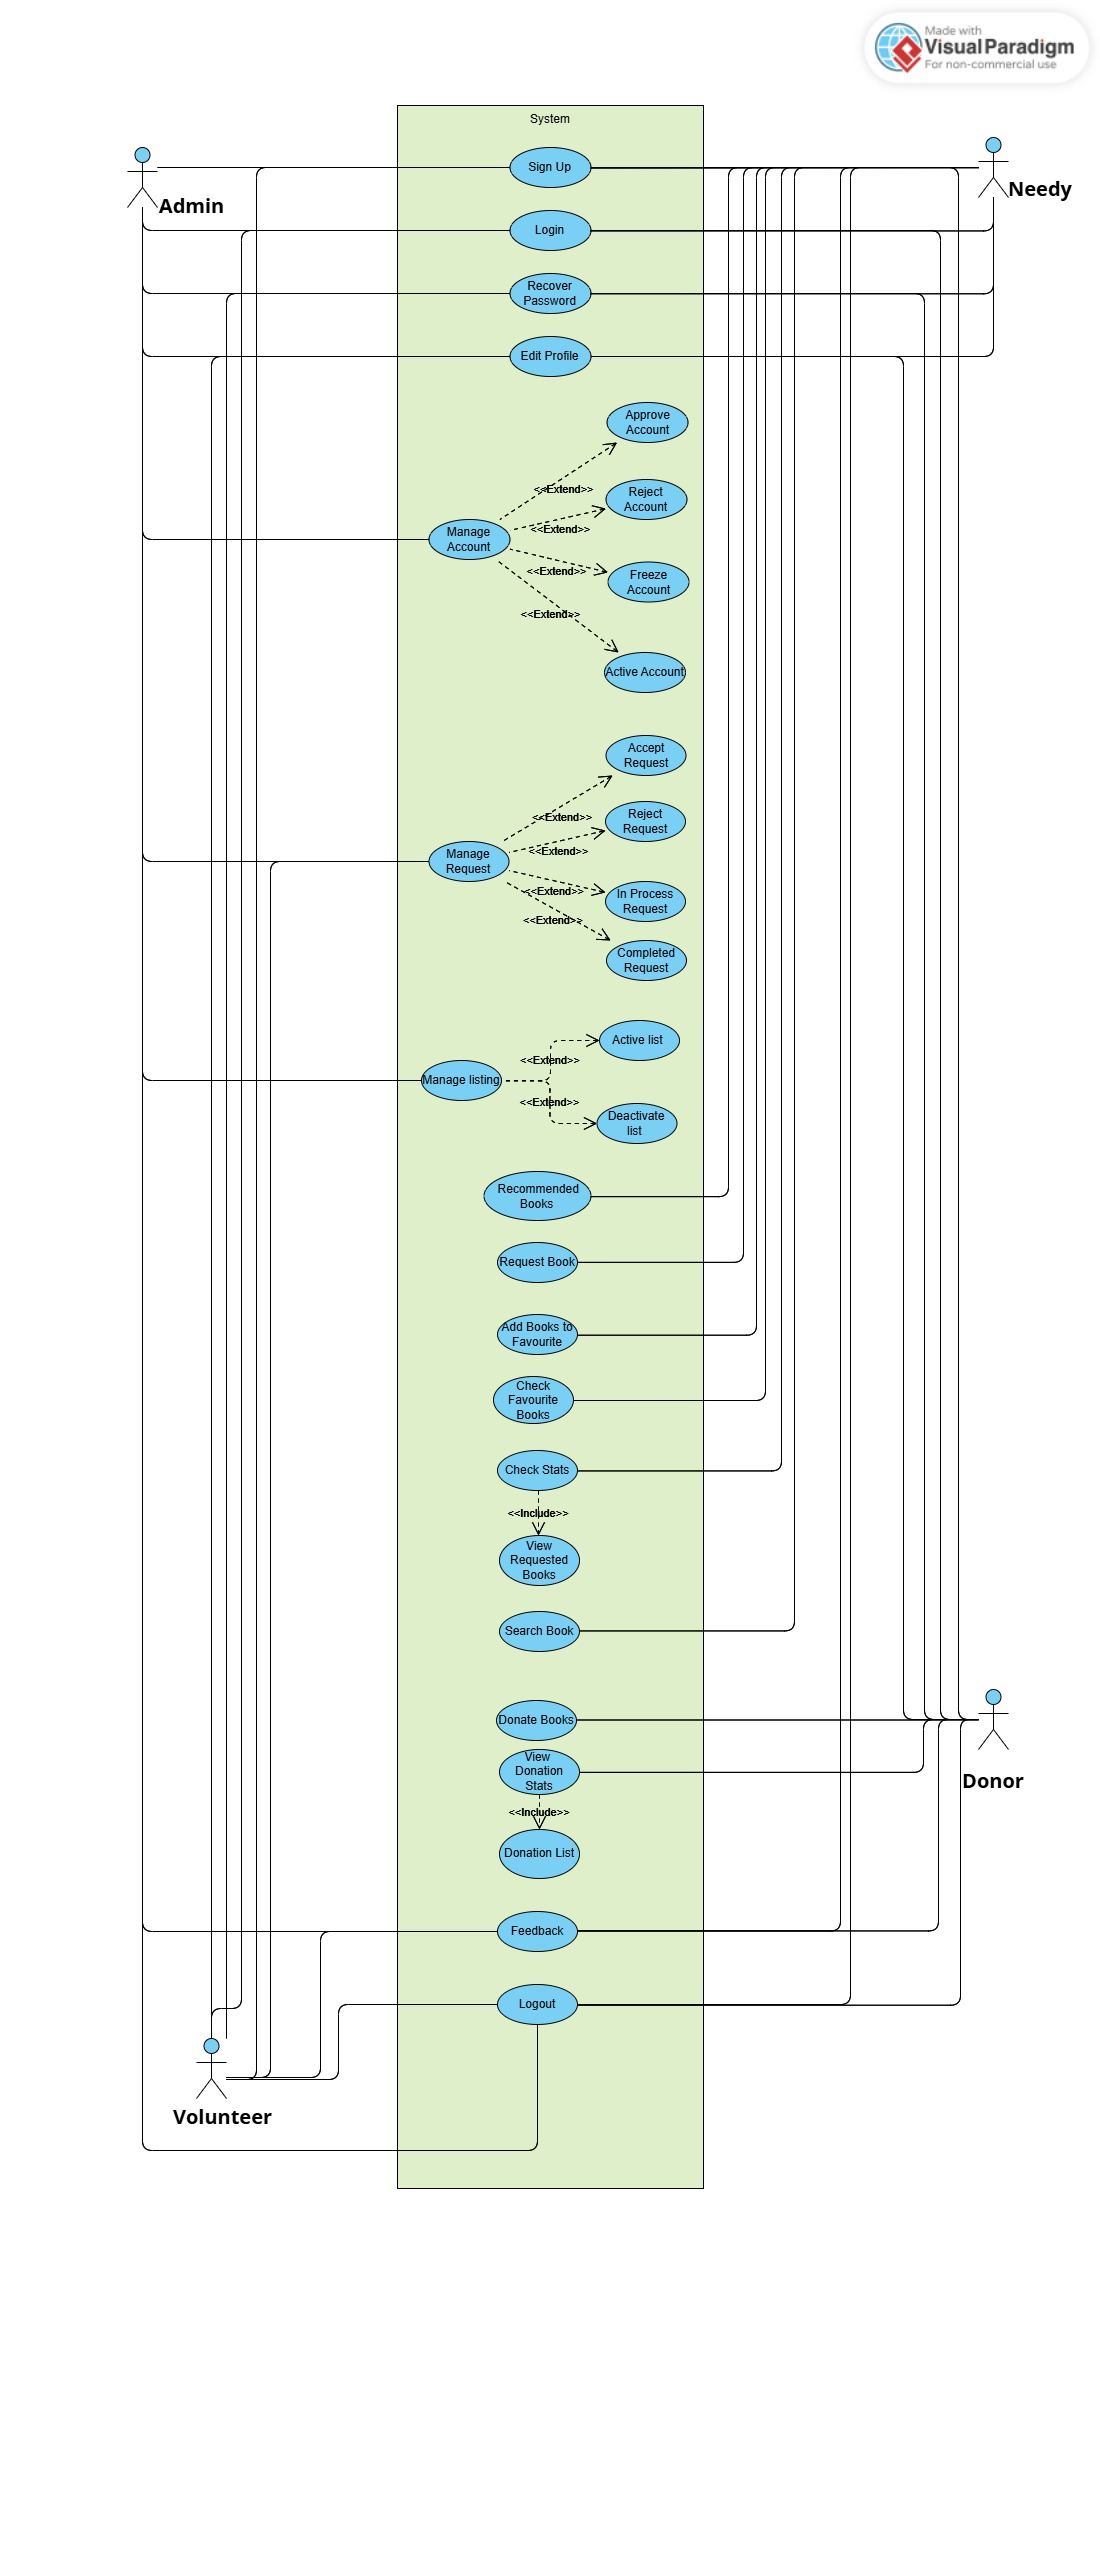 Made with
Visual Paradigm
For non-commercial use
System
Sign Up
Admin
Needy
Login
Recover
Password
Edit Profile
Approve
Account
<<Extend>>
Reject
Account
<<Extend>>
Manage
Account
<<Extend>>
Freeze
Account
<<Extend>>
Active Account
Accept
Request
<<Extend>>
Reject
Request
<<Extend>>
Manage
Request
<<Extend>>
In Process
Request
<<Extend>>
Completed
Request
Active list
<<Extend>>
Manage listing
<<Extend>>
Deactivate
list
Recommended
Books
Request Book
Add Books to
Favourite
Check
Favourite
Books
Check Stats
<<Include>>
View
Requested
Books
Search Book
Donate Books
View
Donation
Stats
Donor
<<Include>>
Donation List
Feedback
Logout
Volunteer